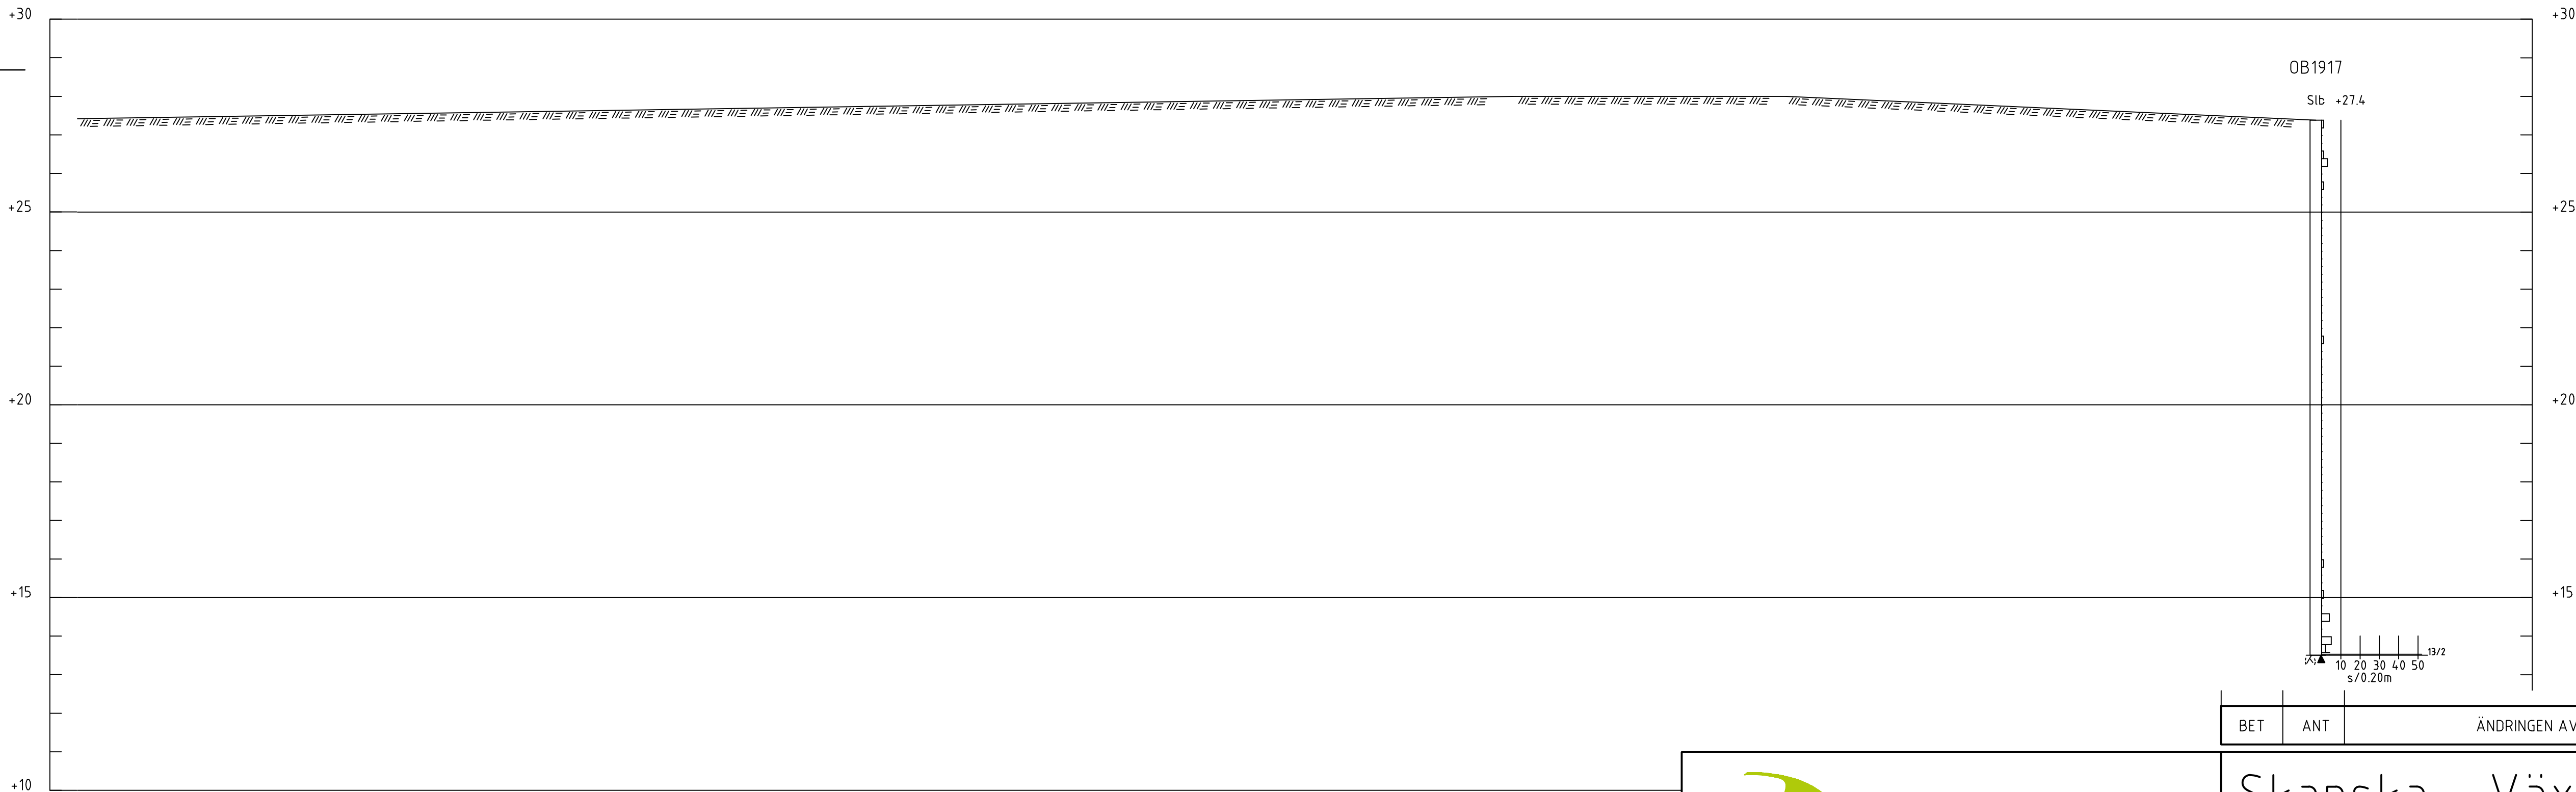 +30 +30
OB1917
Slb +27.4
+25 +25
+20 +20
+15 +15
13/2
10 20 30 40 50
s/0.20m
BET ANT ÄNDRINGEN AV
+10
Skanska Väx